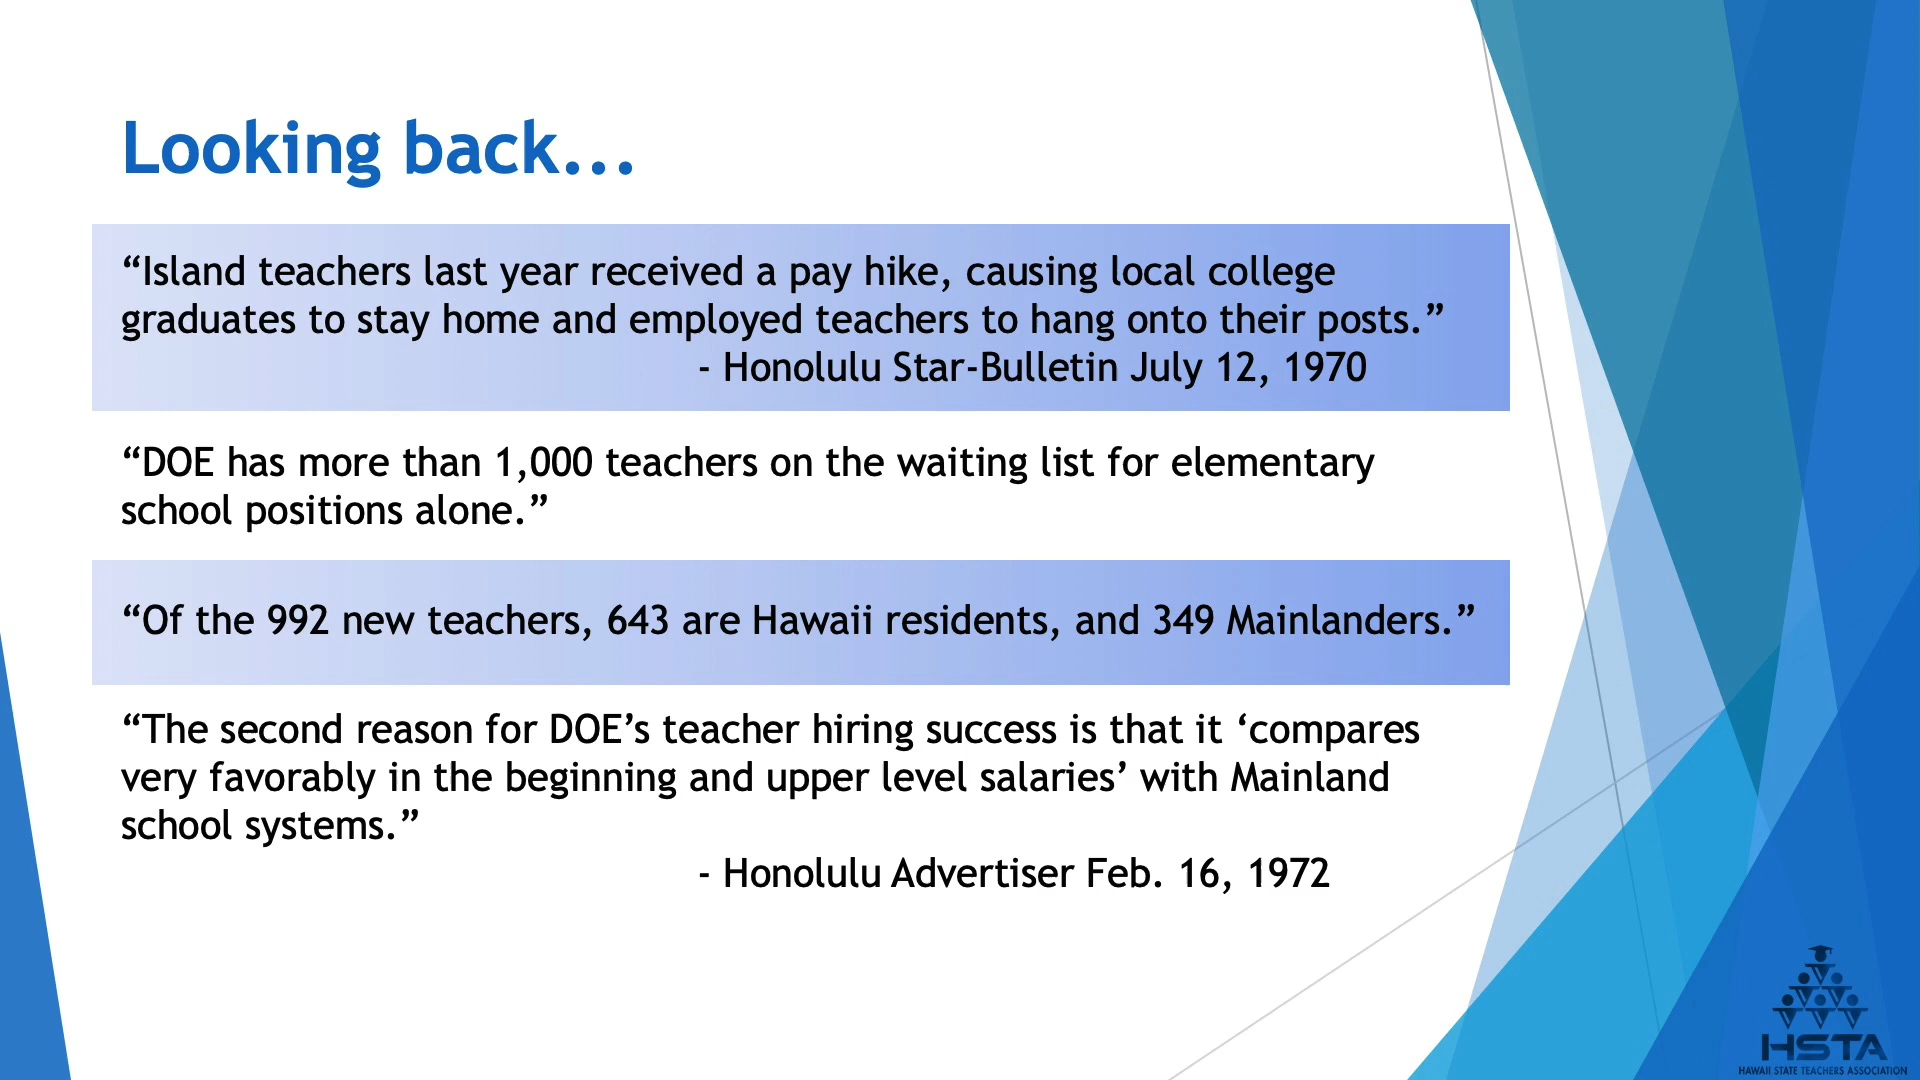 Looking back...
“Island teachers last year received a pay hike, causing local college
graduates to stay home and employed teachers to hang onto their posts.”
- Honolulu Star-Bulletin July 12, 1970
“DOE has more than 1,000 teachers on the waiting list for elementary
school positions alone.”
“Of the 992 new teachers, 643 are Hawaii residents, and 349 Mainlanders.”
“The second reason for DOE’s teacher hiring success is that it ‘compares
very favorably in the beginning and upper level salaries’ with Mainland
school systems.”
- Honolulu Advertiser Feb. 16, 1972
HSTA
HAWAII STATE TEACHERS ASSOCIATION